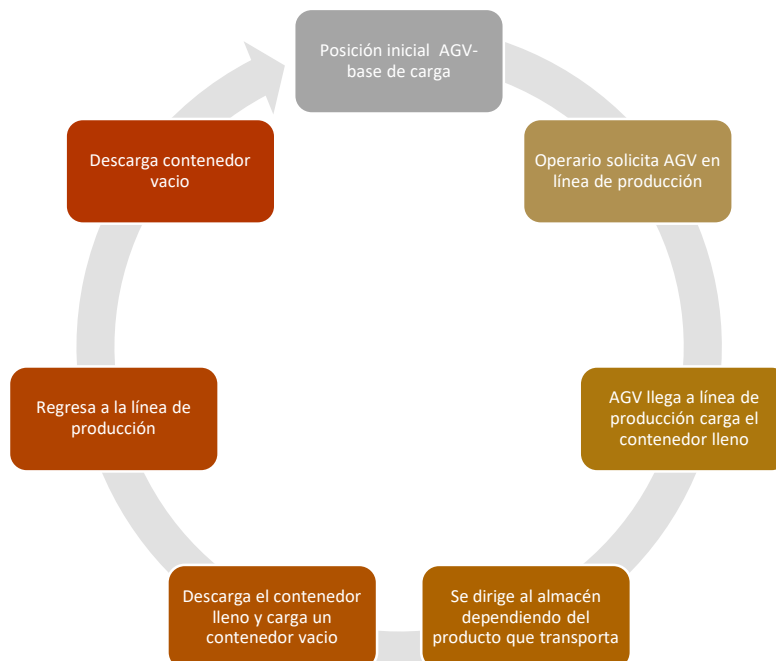 Posición inicial  AGV-
base de carga
Operario solicita AGV en
línea de producción
AGV llega a línea de
producción carga el
contenedor lleno
Se dirige al almacén
dependiendo del
producto que transporta
Descarga el contenedor
lleno y carga un
contenedor vacio
Regresa a la línea de
producción
Descarga contenedor
vacio